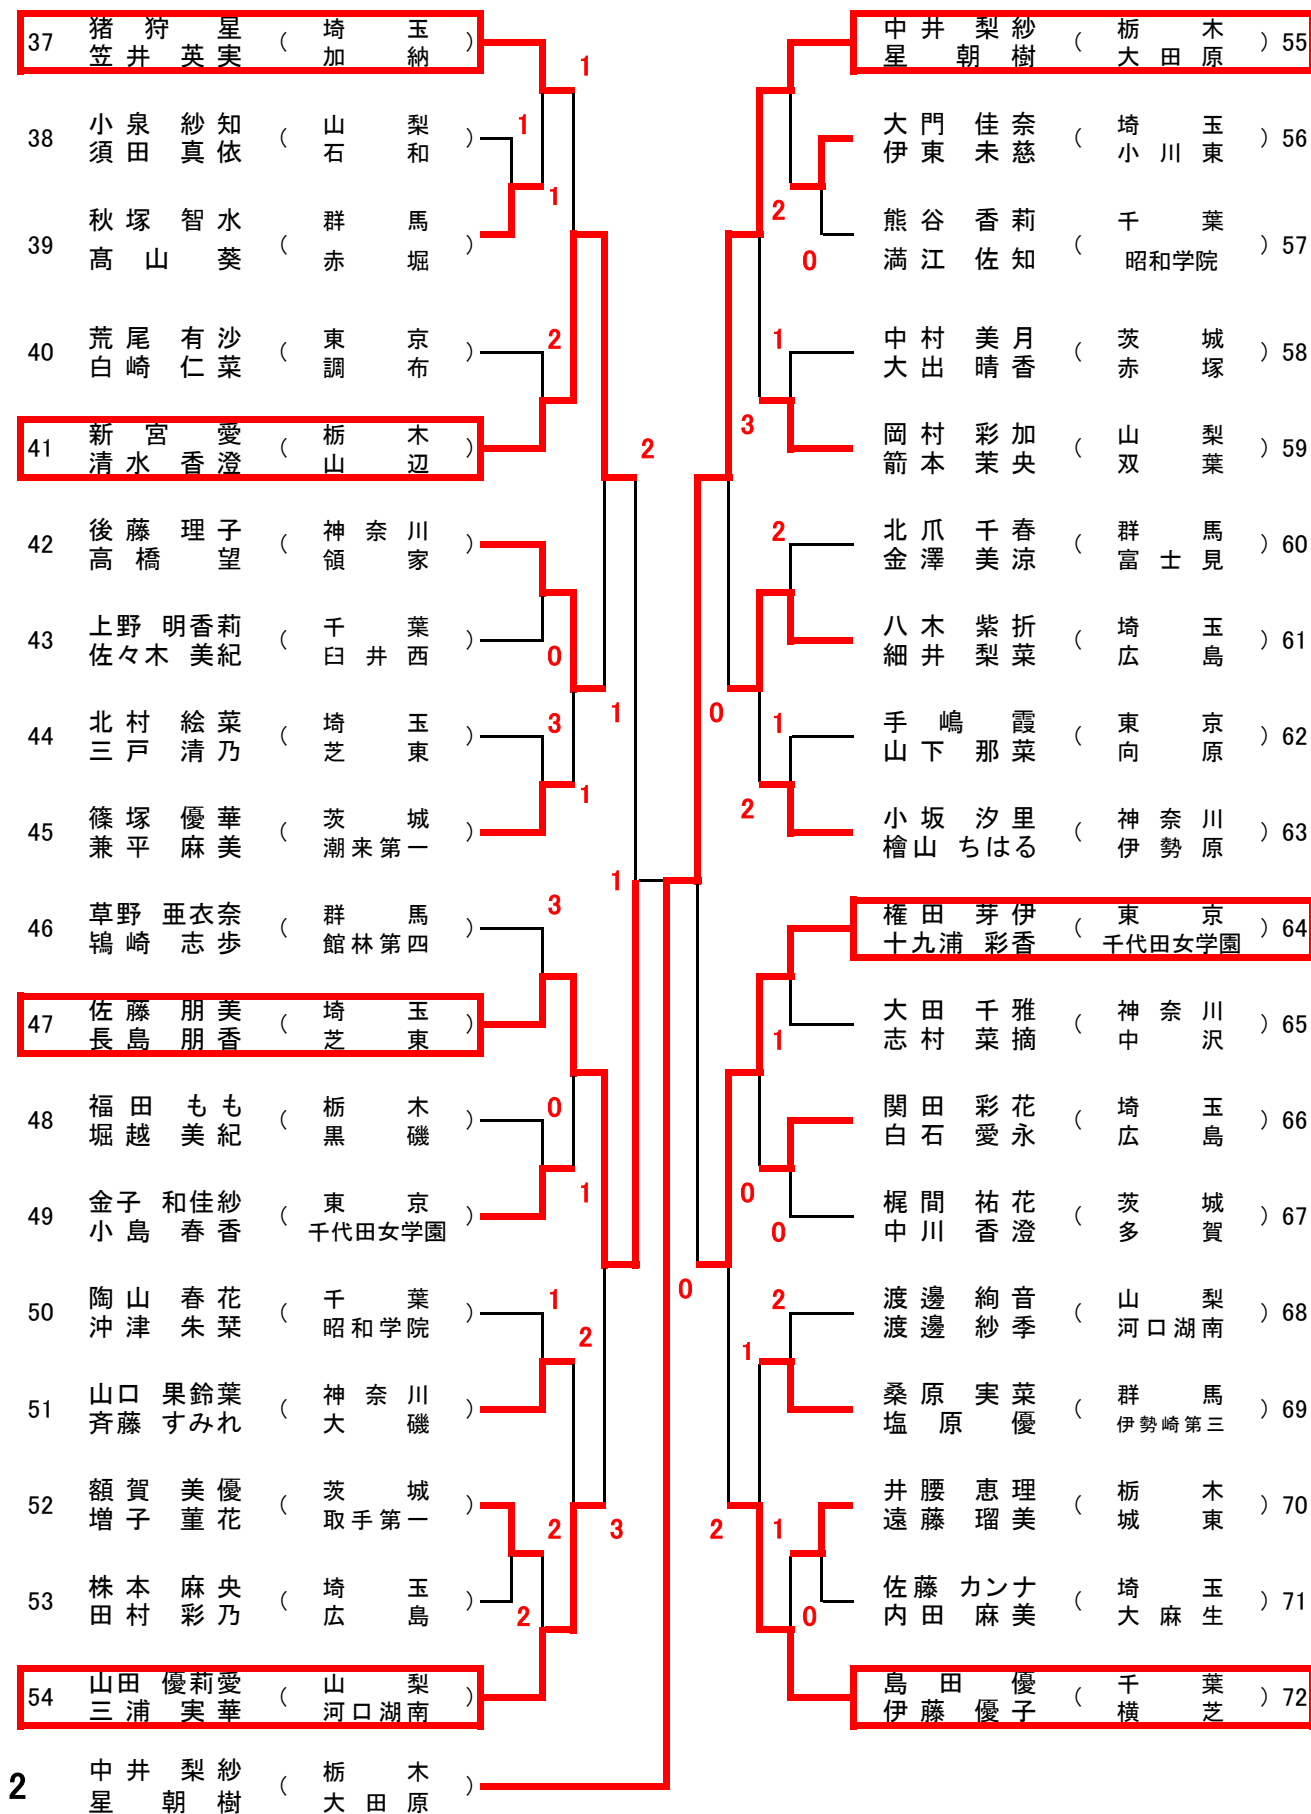 37 猪狩 星 ( 埼玉 )
笠井 英実 加納
38 小泉 紗知 ( 山梨 )
須田 真依 石和
39 秋塚 智水 ( 群馬 )
髙山 葵 赤堀
40 荒尾 有沙 ( 東京 )
白崎 仁菜 調布
41 新宮 愛 ( 栃木 )
清水 香澄 山辺
42 後藤 理子 ( 神奈川 )
高橋 望 領家
43 上野 明香莉 ( 千葉 )
佐々木 美紀 臼井西
44 北村 絵菜 ( 埼玉 )
三戸 清乃 芝東
45 篠塚 優華 ( 茨城 )
兼平 麻美 潮来第一
46 草野 亜衣奈 ( 群馬 )
鴇崎 志歩 館林第四
47 佐藤 朋美 ( 埼玉 )
長島 朋香 芝東
48 福田 もも ( 栃木 )
堀越 美紀 黒磯
49 金子 和佳紗 ( 東京 )
小島 春香 千代田女学園
50 陶山 春花 ( 千葉 )
沖津 朱栞 昭和学院
51 山口 果鈴葉 ( 神奈川 )
斉藤 すみれ 大磯
52 額賀 美優 ( 茨城 )
増子 菫花 取手第一
53 株本 麻央 ( 埼玉 )
田村 彩乃 広島
54 山田 優莉愛 ( 山梨 )
三浦 実華 河口湖南
2 中井 梨紗 ( 栃木 )
星 朝樹 大田原
1
1
1
2
2
0
1
3
1
1
3
0
1
1
2
2
3
2
2
0
1
3
2
0
1
2
1
0
0
0
2
1
2
1
0
中井 梨紗 ( 栃木 ) 55
星 朝樹 大田原
大門 佳奈 ( 埼玉 ) 56
伊東 未慈 小川東
熊谷 香莉 ( 千葉 ) 57
満江 佐知 昭和学院
中村 美月 ( 茨城 ) 58
大出 晴香 赤塚
岡村 彩加 ( 山梨 ) 59
箭本 茉央 双葉
北爪 千春 ( 群馬 ) 60
金澤 美涼 富士見
八木 紫折 ( 埼玉 ) 61
細井 梨菜 広島
手嶋 霞 ( 東京 ) 62
山下 那菜 向原
小坂 汐里 ( 神奈川 ) 63
檜山 ちはる 伊勢原
権田 芽伊 ( 東京 ) 64
十九浦 彩香 千代田女学園
大田 千雅 ( 神奈川 ) 65
志村 菜摘 中沢
関田 彩花 ( 埼玉 ) 66
白石 愛永 広島
梶間 祐花 ( 茨城 ) 67
中川 香澄 多賀
渡邊 絢音 ( 山梨 ) 68
渡邊 紗季 河口湖南
桑原 実菜 ( 群馬 ) 69
塩原 優 伊勢崎第三
井腰 恵理 ( 栃木 ) 70
遠藤 瑠美 城東
佐藤 カンナ ( 埼玉 ) 71
内田 麻美 大麻生
島田 優 ( 千葉 ) 72
伊藤 優子 横芝